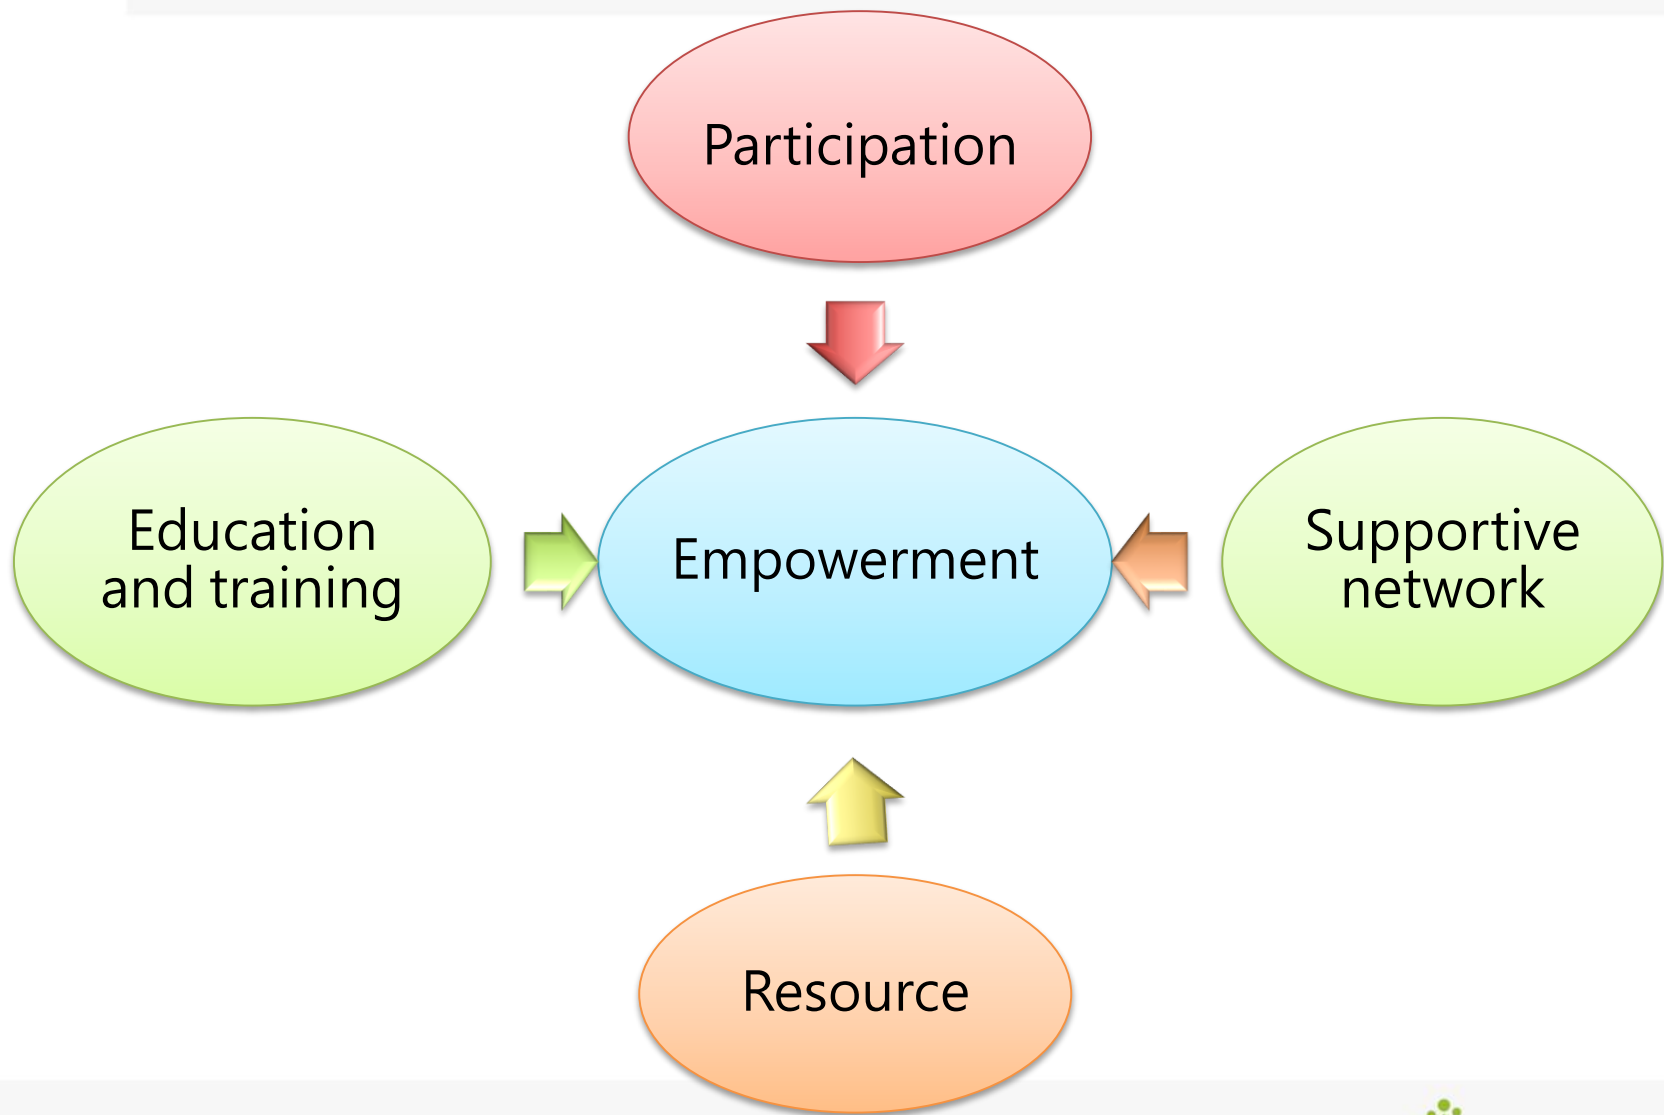 Participation
Education
and training
Empowerment
Supportive
network
Resource